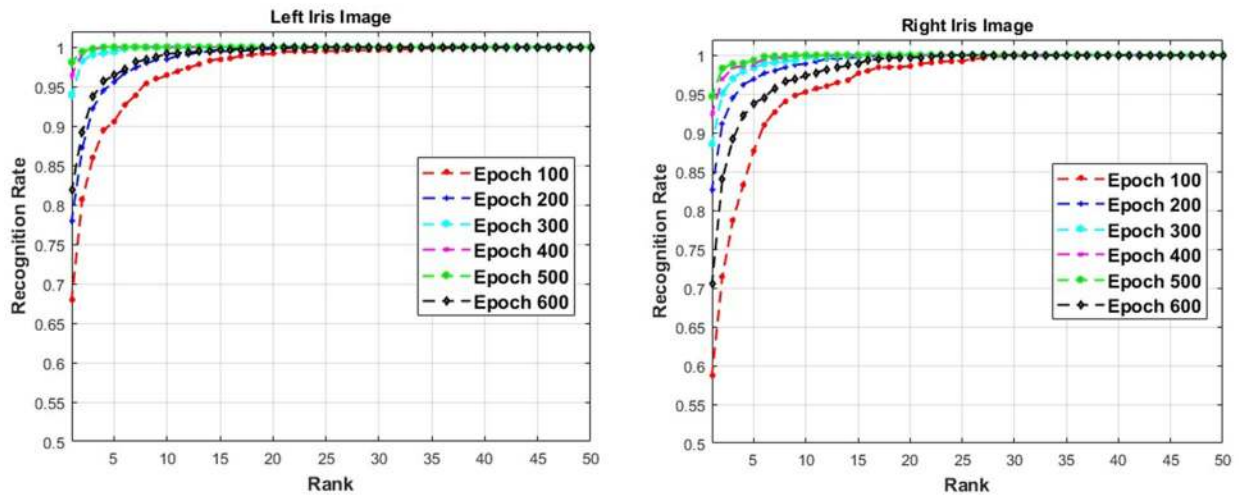 Left Iris Image
1
0.95
0.9
0.85
0.8
0.75
0.7
0.65
0.6
0.55
0.5
Recognition Rate
Epoch 100
Epoch 200
Epoch 300
Epoch 400
Epoch 500
Epoch 600
5 10 15 20 25 30 35 40 45 50
Rank
Right Iris Image
1
0.95
0.9
0.85
0.8
0.75
0.7
0.65
0.6
0.55
0.5
Recognition Rate
Epoch 100
Epoch 200
Epoch 300
Epoch 400
Epoch 500
Epoch 600
5 10 15 20 25 30 35 40 45 50
Rank